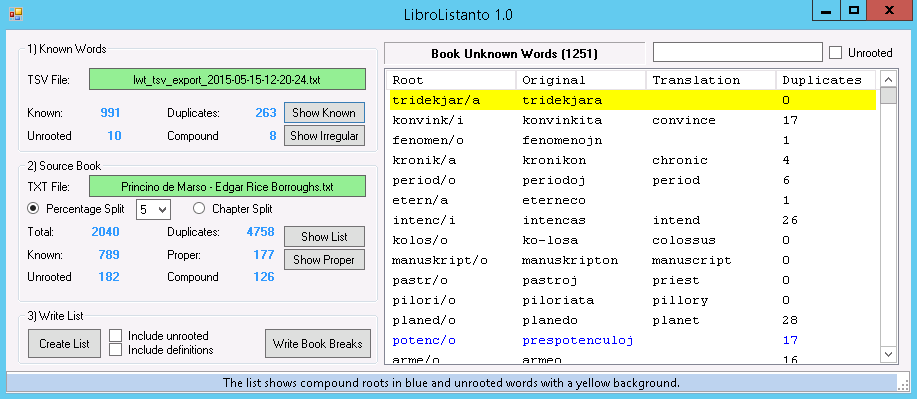 LibroListanto 1.0
1) Known Words
TSV File: lwt_tsv_export_2015-05-15-12-20-24.txt
Known: 991 Duplicates: 263 Show Known
Unrooted 10 Compound 8 Show Irregular
2) Source Book
TXT File: Princino de Marso - Edgar Rice Borroughs.txt
Percentage Split 5 Chapter Split
Total: 2040 Duplicates: 4758 Show List
Known: 789 Proper: 177 Show Proper
Unrooted 182 Compound 126
3) Write List
Create List Include unrooted Write Book Breaks
Include definitions
Book Unknown Words (1251) Unrooted
Root Original Translation Duplicates
tridekjar/a tridekjara 0
konvink/i konvinkita convince 17
fenomen/o fenomenojn 1
kronik/a kronikon chronic 4
period/o periodoj period 6
etern/a eterneco 1
intenc/i intencas intend 26
kolos/o ko-losa colossus 0
manuskript/o manuskripton manuscript 0
pastr/o pastroj priest 0
pilori/o piloriata pillory 0
planed/o planedo planet 28
potenc/o prespotenculoj 17
arme/o armeo 16
The list shows compound roots in blue and unrooted words with a yellow background.